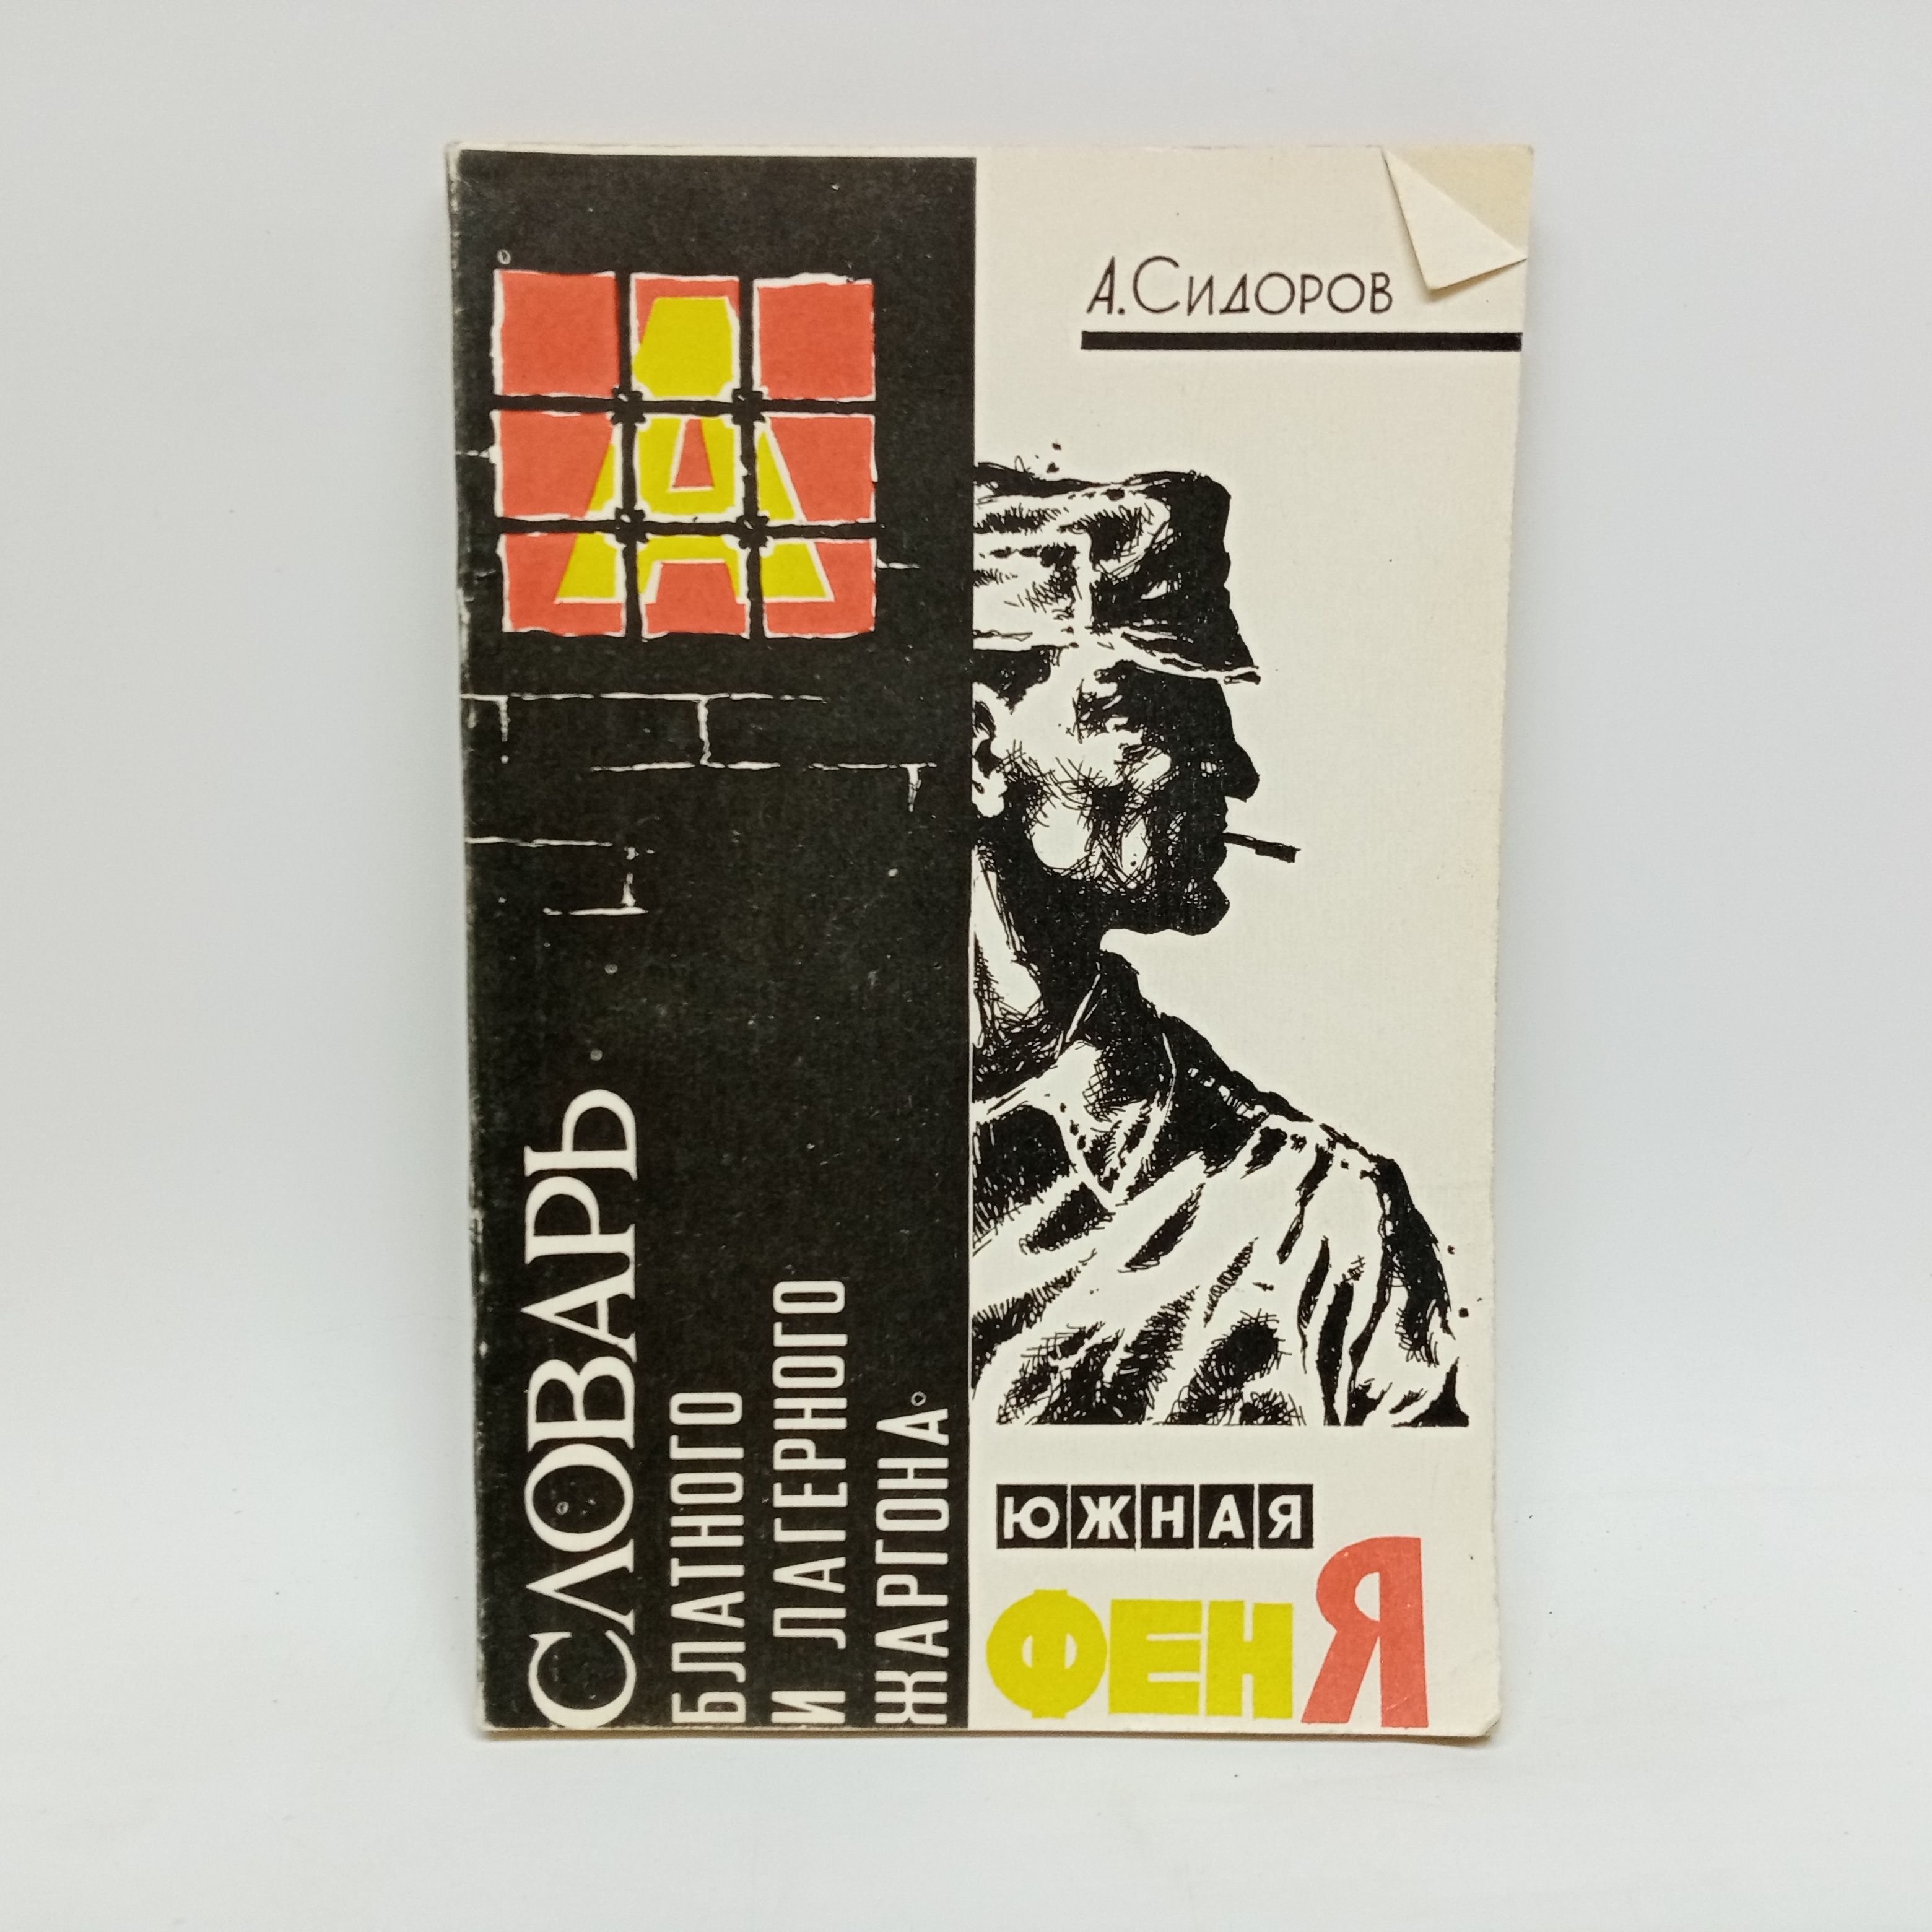 А. Сидоров
А
СЛОВАРЬ
БЛАТНОГО
И ЛАГЕРНОГО
ЖАРГОНА
ЮЖНАЯ
ФЕНЯ